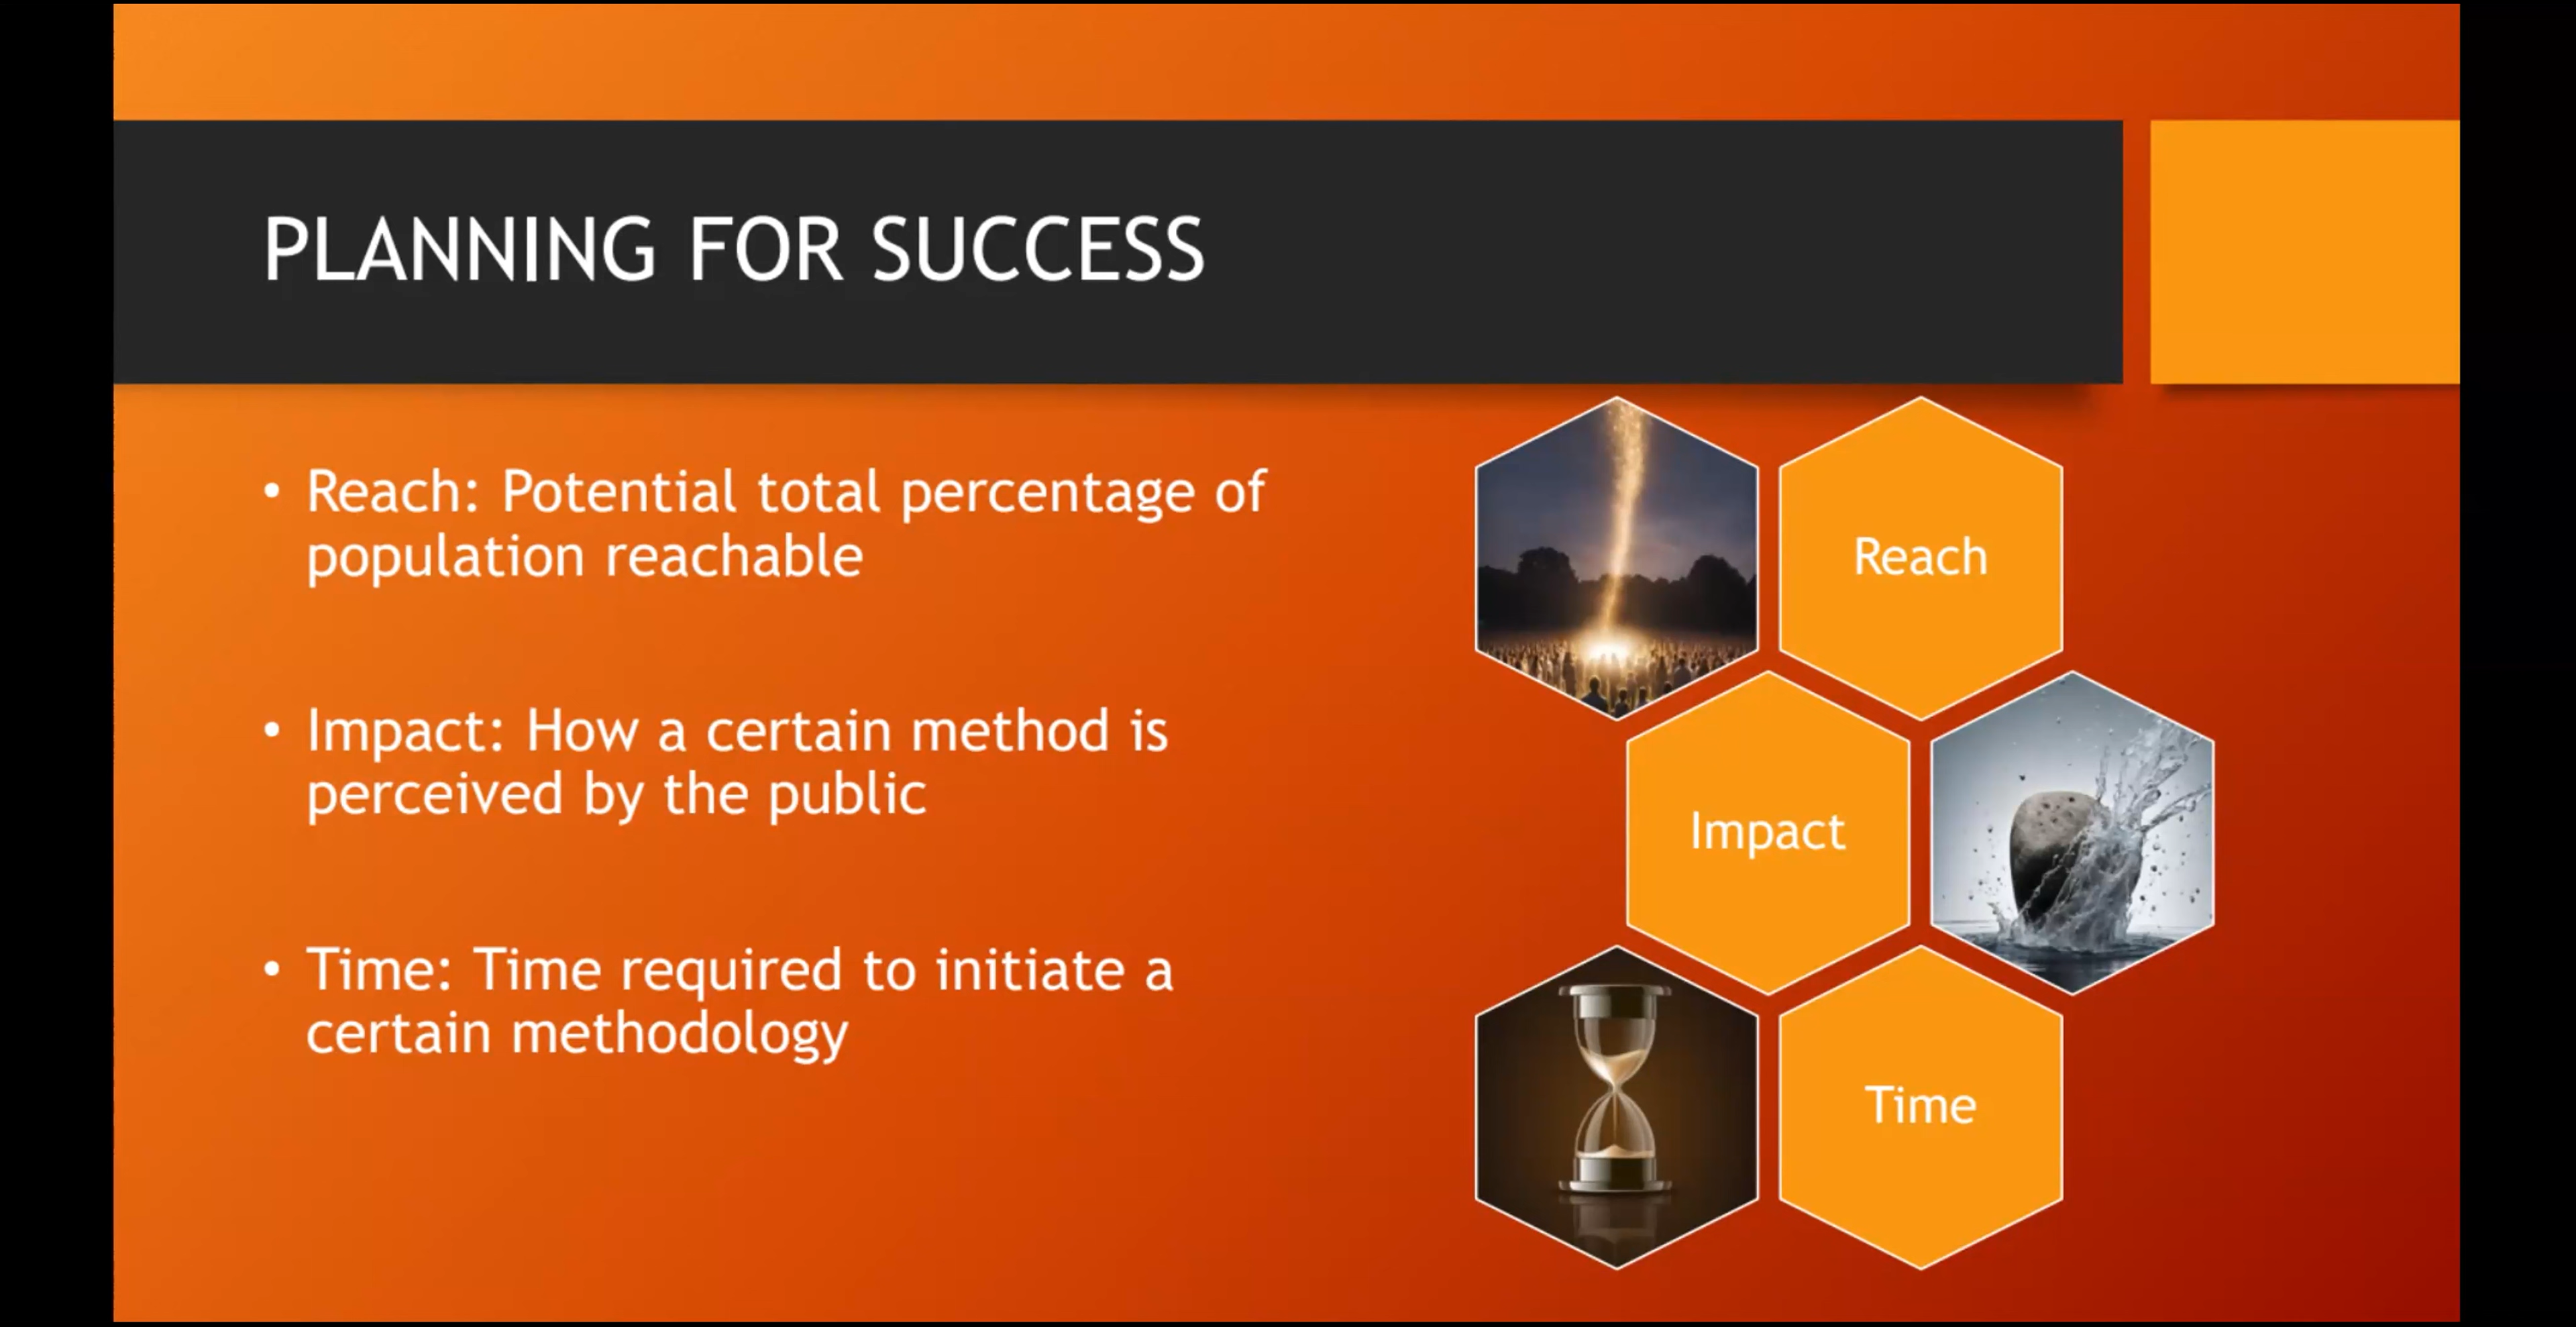 PLANNING FOR SUCCESS
• Reach: Potential total percentage of
population reachable
• Impact: How a certain method is
perceived by the public
• Time: Time required to initiate a
certain methodology
Reach
Impact
Time